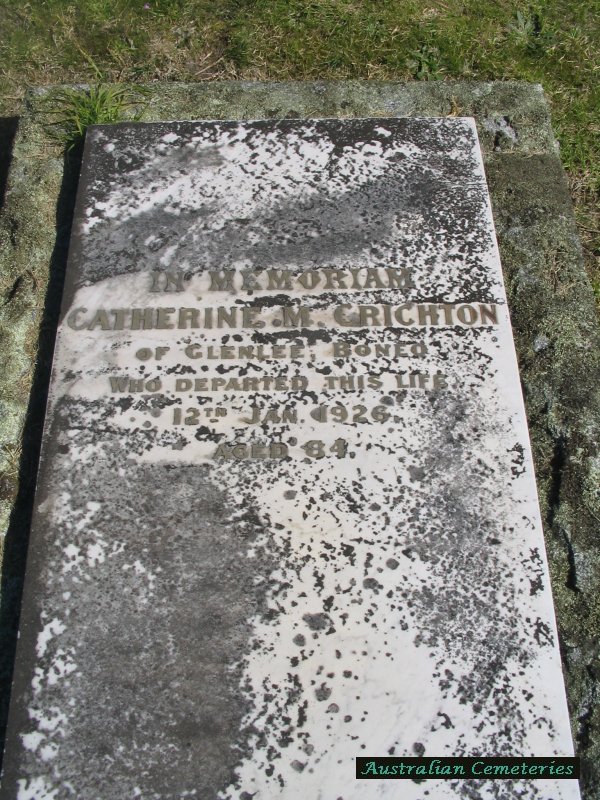 IN MEMORIAM
CATHERINE. M. CRICHTON
OF GLENLEE, BONEO
WHO DEPARTED THIS LIFE
12TH JAN. 1926.
AGED 84.
Australian Cemeteries